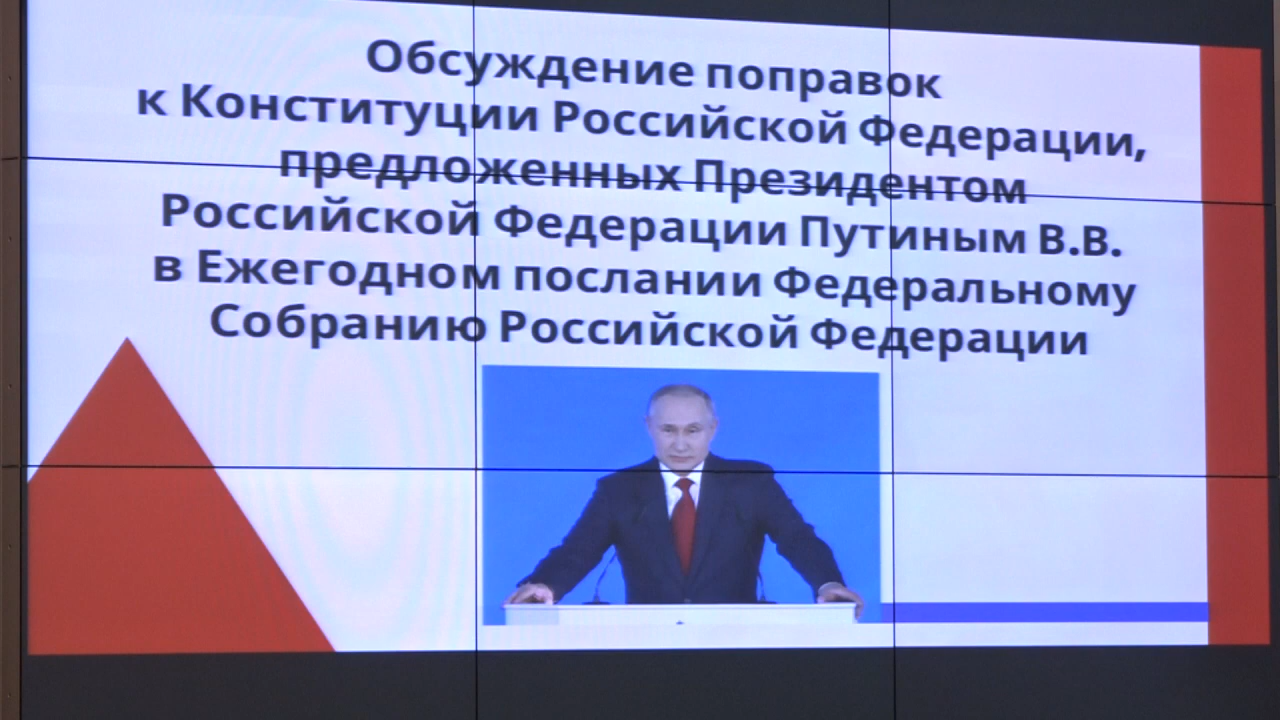 Обсуждение поправок
к Конституции Российской Федерации,
предложенных Президентом
Российской Федерации Путиным В.В.
в Ежегодном послании Федеральному
Собранию Российской Федерации